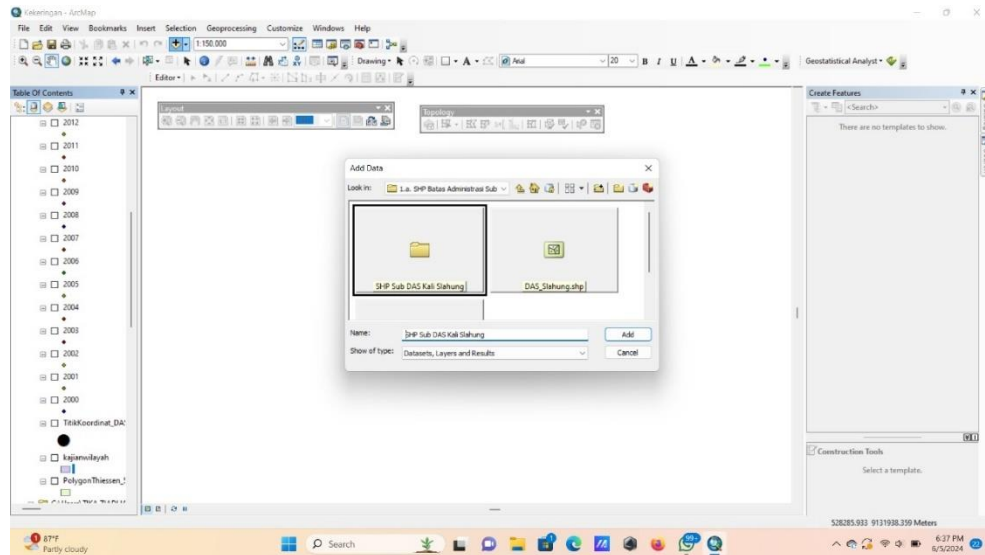 Kekeringan - ArcMap
File Edit View Bookmarks Insert Selection Geoprocessing Customize Windows Help
1:150,000
Drawing
Arial
20
B I U A
Geostatistical Analyst
Editor
Table Of Contents
2012
2011
2010
2009
2008
2007
2006
2005
2004
2003
2002
2001
2000
TitikKoordinat_DA
kajianwilayah
PolygonThiessen_S
Layout
Topology
Add Data
Look in: 1.a. SHP Batas Administrasi Sub
SHP Sub DAS Kali Slahung
DAS_Slahung.shp
Name: SHP Sub DAS Kali Slahung
Add
Show of type: Datasets, Layers and Results
Cancel
Create Features
<Search>
There are no templates to show.
Construction Tools
Select a template.
528285.933 9131938.359 Meters
1
87°F
Partly cloudy
Search
99+
6:37 PM
8/5/2024